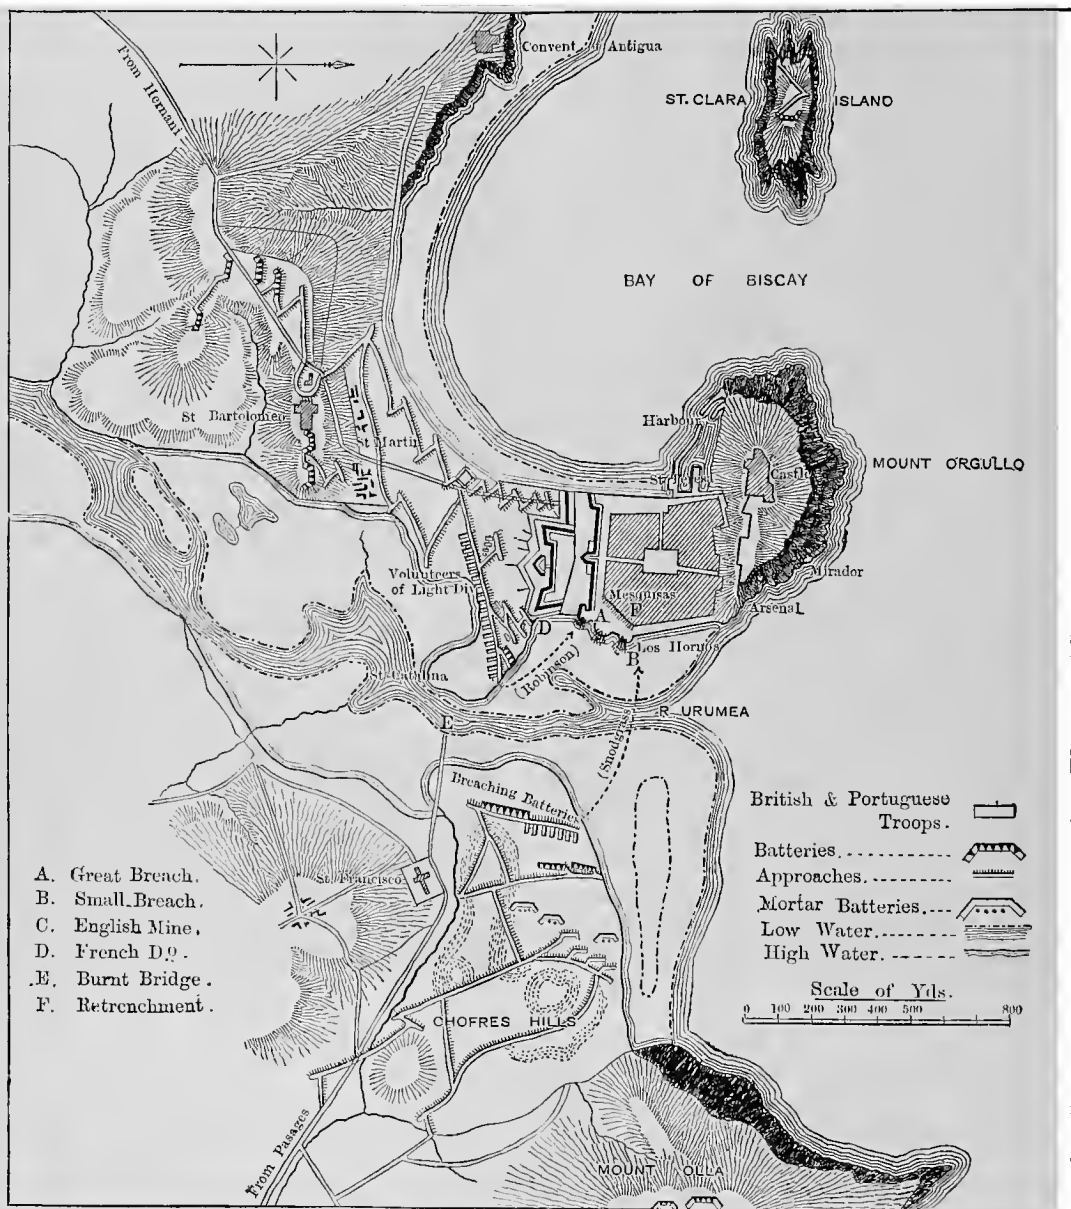 From Hernani
Convent Antigua
ST. CLARA ISLAND
BAY OF BISCAY
Harbour
St Bartolomeo
St Martin
Castle
MOUNT ORGULLO
Volunteers
of Light Div
Mesquisas
F
Mirador
Arsenal
D
A
B
Los Hornos
(Robinson)
St Catalina
E
R. URUMEA
(Snodgrass)
Breaching Batteries
St. Francisco
CHOFRES HILLS
From Pasages
MOUNT OLLA
A. Great Breach.
B. Small Breach.
C. English Mine.
D. French Do.
E. Burnt Bridge.
F. Retrenchment.
British & Portuguese
Troops.
Batteries.
Approaches.
Mortar Batteries.
Low Water.
High Water.
Scale of Yds.
0 100 200 300 400 500 800